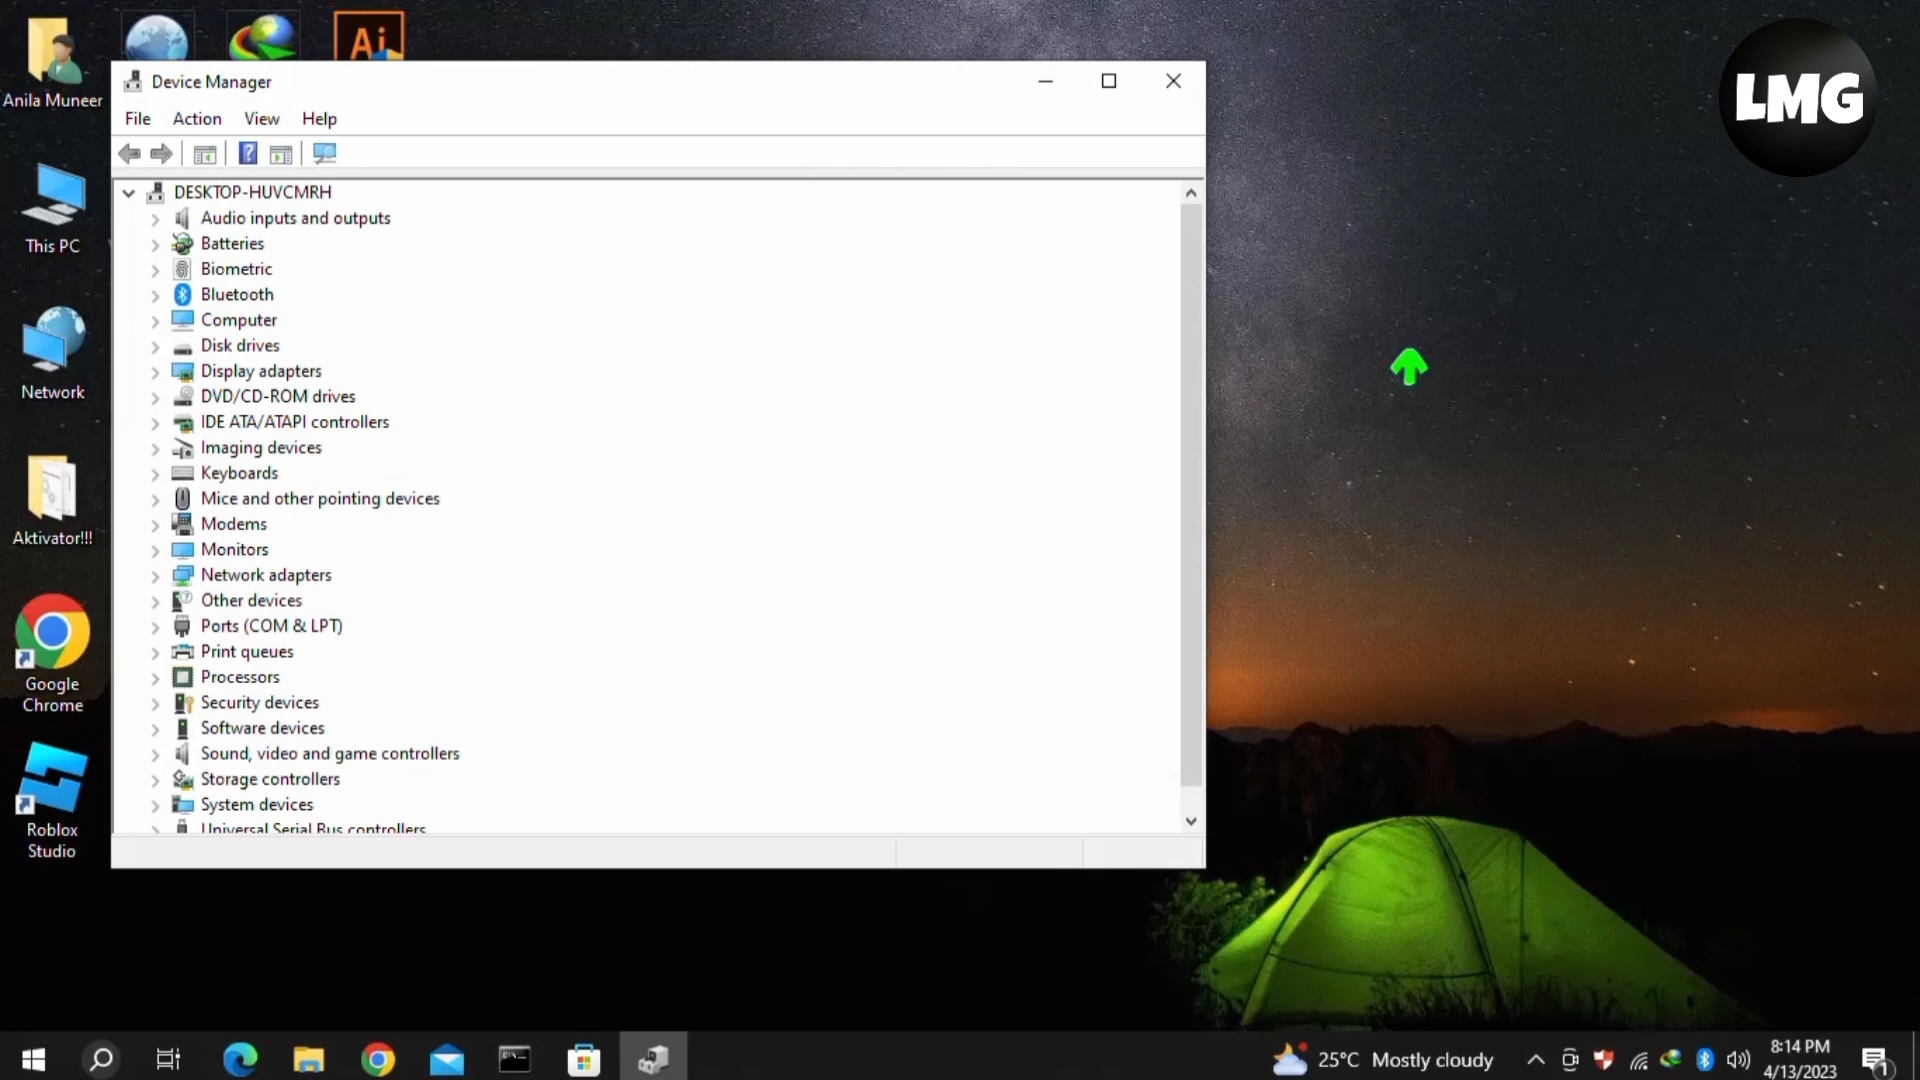 Ai
Anila Muneer
LMG
Device Manager
File Action View Help
?
DESKTOP-HUVCMRH
Audio inputs and outputs
Batteries
Biometric
Bluetooth
Computer
Disk drives
Display adapters
DVD/CD-ROM drives
IDE ATA/ATAPI controllers
Imaging devices
Keyboards
Mice and other pointing devices
Modems
Monitors
Network adapters
Other devices
Ports (COM & LPT)
Print queues
Processors
Security devices
Software devices
Sound, video and game controllers
Storage controllers
System devices
Universal Serial Bus controllers
This PC
Network
Aktivator!!!
Google
Chrome
Roblox
Studio
25°C Mostly cloudy
8:14 PM
4/13/2023
1